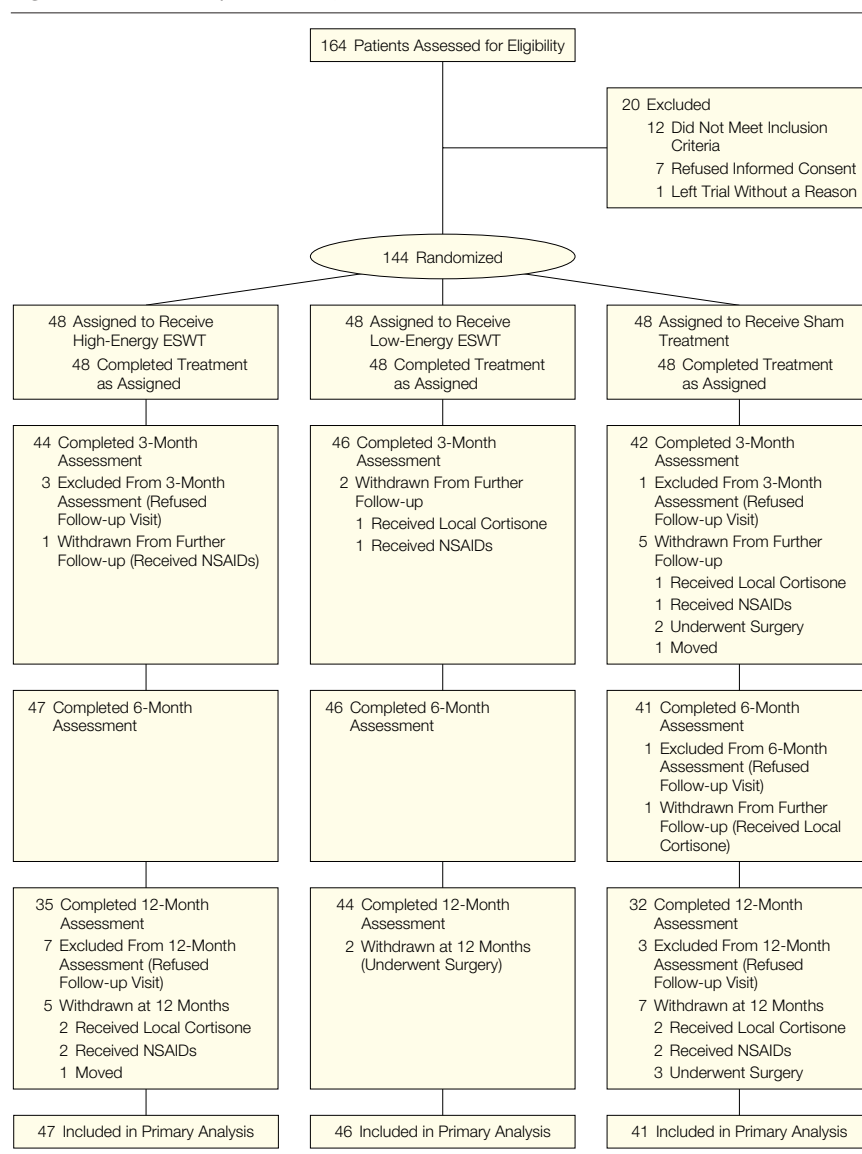 164 Patients Assessed for Eligibility
20 Excluded
12 Did Not Meet Inclusion
Criteria
7 Refused Informed Consent
1 Left Trial Without a Reason
144 Randomized
48 Assigned to Receive
High-Energy ESWT
48 Completed Treatment
as Assigned
48 Assigned to Receive
Low-Energy ESWT
48 Completed Treatment
as Assigned
48 Assigned to Receive Sham
Treatment
48 Completed Treatment
as Assigned
44 Completed 3-Month
Assessment
3 Excluded From 3-Month
Assessment (Refused
Follow-up Visit)
1 Withdrawn From Further
Follow-up (Received NSAIDs)
46 Completed 3-Month
Assessment
2 Withdrawn From Further
Follow-up
1 Received Local Cortisone
1 Received NSAIDs
42 Completed 3-Month
Assessment
1 Excluded From 3-Month
Assessment (Refused
Follow-up Visit)
5 Withdrawn From Further
Follow-up
1 Received Local Cortisone
1 Received NSAIDs
2 Underwent Surgery
1 Moved
47 Completed 6-Month
Assessment
46 Completed 6-Month
Assessment
41 Completed 6-Month
Assessment
1 Excluded From 6-Month
Assessment (Refused
Follow-up Visit)
1 Withdrawn From Further
Follow-up (Received Local
Cortisone)
35 Completed 12-Month
Assessment
7 Excluded From 12-Month
Assessment (Refused
Follow-up Visit)
5 Withdrawn at 12 Months
2 Received Local Cortisone
2 Received NSAIDs
1 Moved
44 Completed 12-Month
Assessment
2 Withdrawn at 12 Months
(Underwent Surgery)
32 Completed 12-Month
Assessment
3 Excluded From 12-Month
Assessment (Refused
Follow-up Visit)
7 Withdrawn at 12 Months
2 Received Local Cortisone
2 Received NSAIDs
3 Underwent Surgery
47 Included in Primary Analysis
46 Included in Primary Analysis
41 Included in Primary Analysis